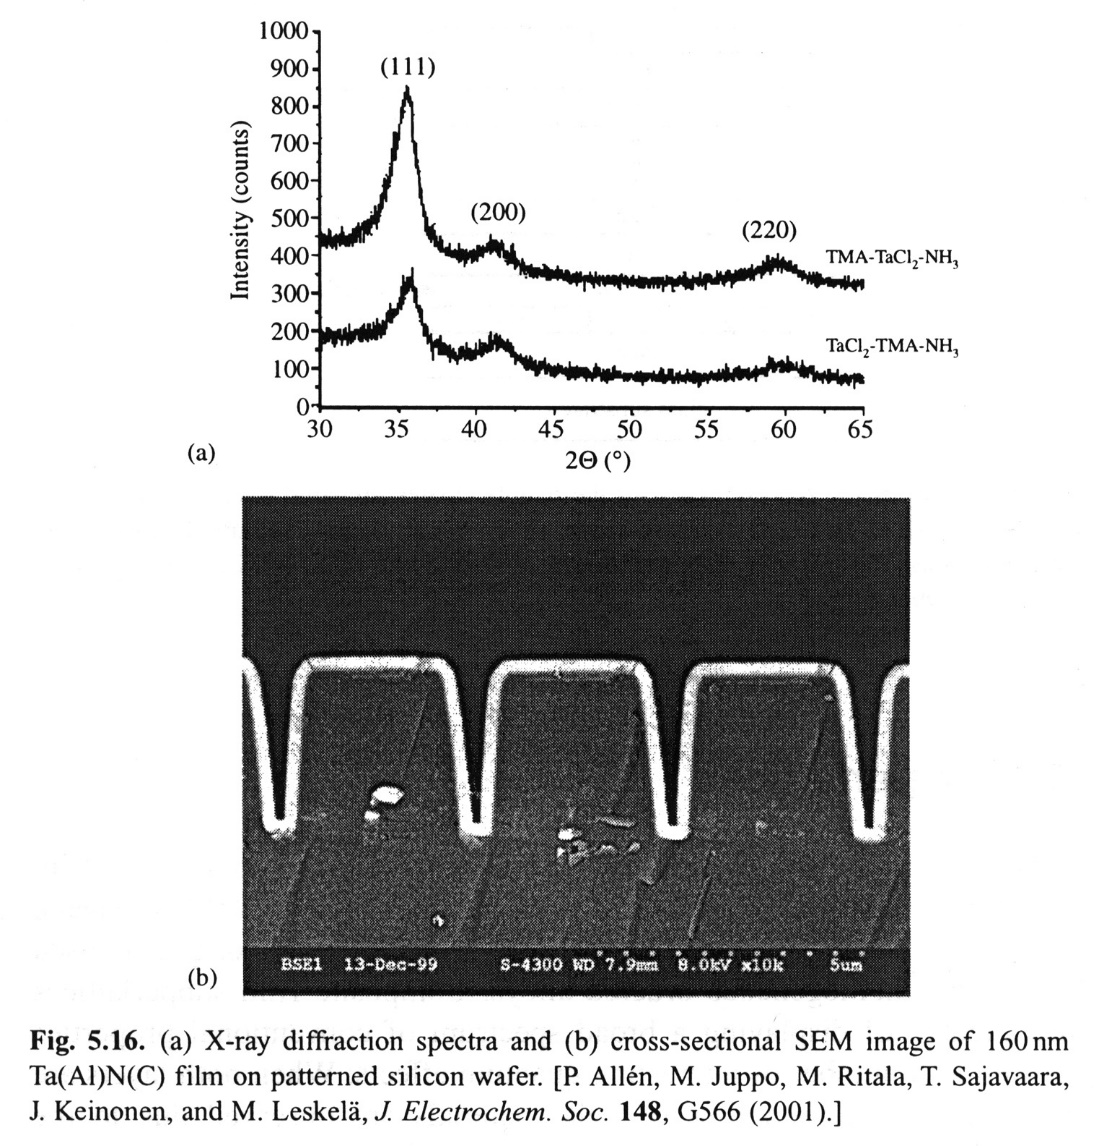 1000
900
800
700
600
500
400
300
200
100
0
Intensity (counts)
(111)
(200)
(220)
TMA-TaCl2-NH3
TaCl2-TMA-NH3
30 35 40 45 50 55 60 65
2Θ (°)
(a)
BSE1 13-Dec-99 S-4300 WD 7.9mm 8.0kV x10k 5um
(b)
Fig. 5.16. (a) X-ray diffraction spectra and (b) cross-sectional SEM image of 160 nm
Ta(Al)N(C) film on patterned silicon wafer. [P. Allén, M. Juppo, M. Ritala, T. Sajavaara,
J. Keinonen, and M. Leskelä, J. Electrochem. Soc. 148, G566 (2001).]